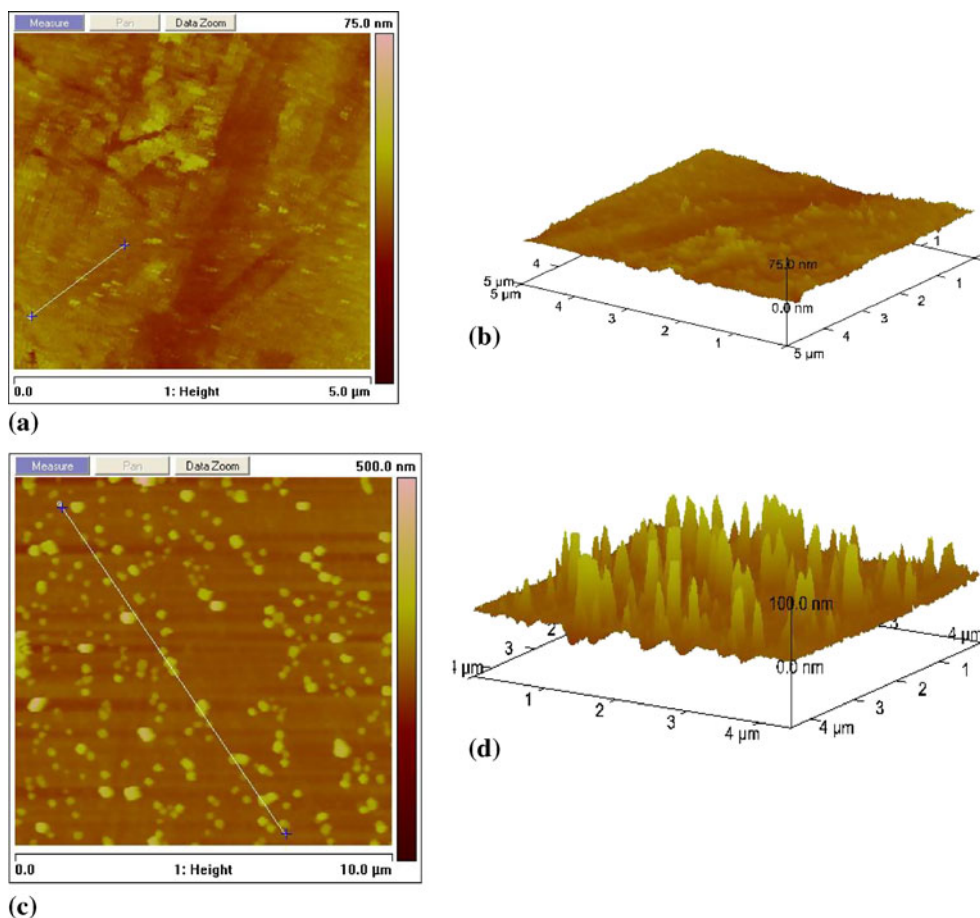 Measure Pan Data Zoom 75.0 nm
0.0 1: Height 5.0 µm
(a)
75.0 nm
0.0 nm
5 µm 4 3 2 1 5 µm
5 µm 4 3 2 1
4 1
(b)
Measure Pan Data Zoom 500.0 nm
0.0 1: Height 10.0 µm
(c)
100.0 nm
0.0 nm
4 µm 3 2
1 2 3 4 µm
4 µm 3 2 1
4 µm
(d)